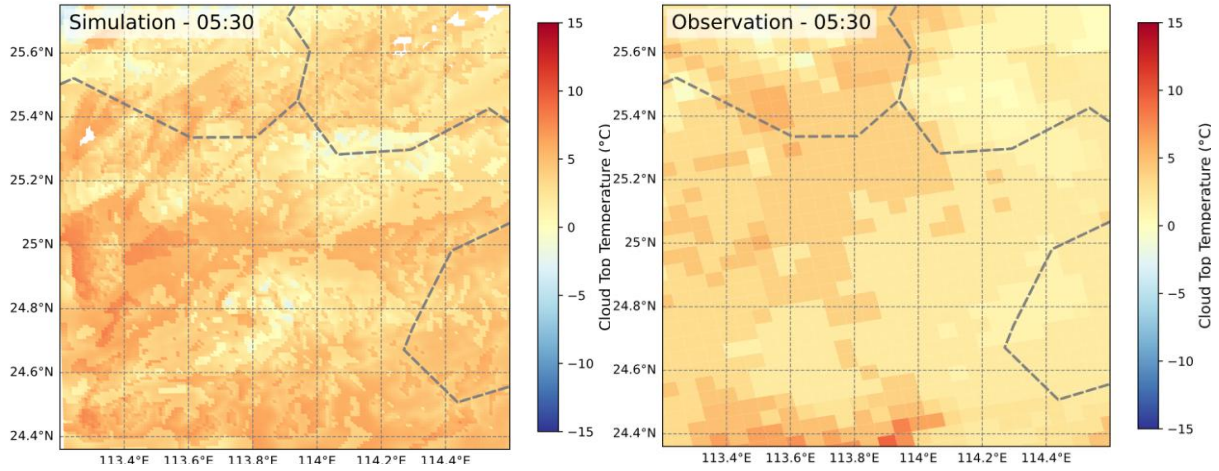 Simulation - 05:30
25.6°N
25.4°N
25.2°N
25°N
24.8°N
24.6°N
24.4°N
113.4°E 113.6°E 113.8°E 114°E 114.2°E 114.4°E
15
10
5
0
−5
−10
−15
Cloud Top Temperature (°C)
Observation - 05:30
25.6°N
25.4°N
25.2°N
25°N
24.8°N
24.6°N
24.4°N
113.4°E 113.6°E 113.8°E 114°E 114.2°E 114.4°E
15
10
5
0
−5
−10
−15
Cloud Top Temperature (°C)